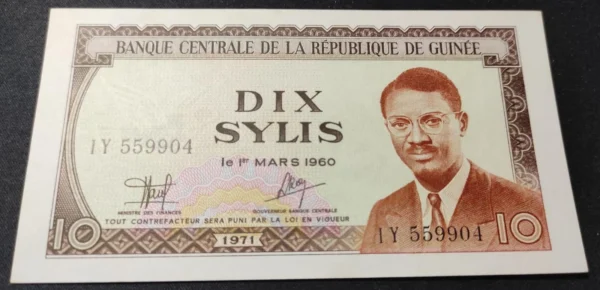 BANQUE CENTRALE DE LA RÉPUBLIQUE DE GUINÉE
DIX
SYLIS
1Y 559904
le 1er MARS 1960
MINISTRE DES FINANCES
GOUVERNEUR BANQUE CENTRALE
TOUT CONTREFACTEUR SERA PUNI PAR LA LOI EN VIGUEUR
10
1971
1Y 559904
10